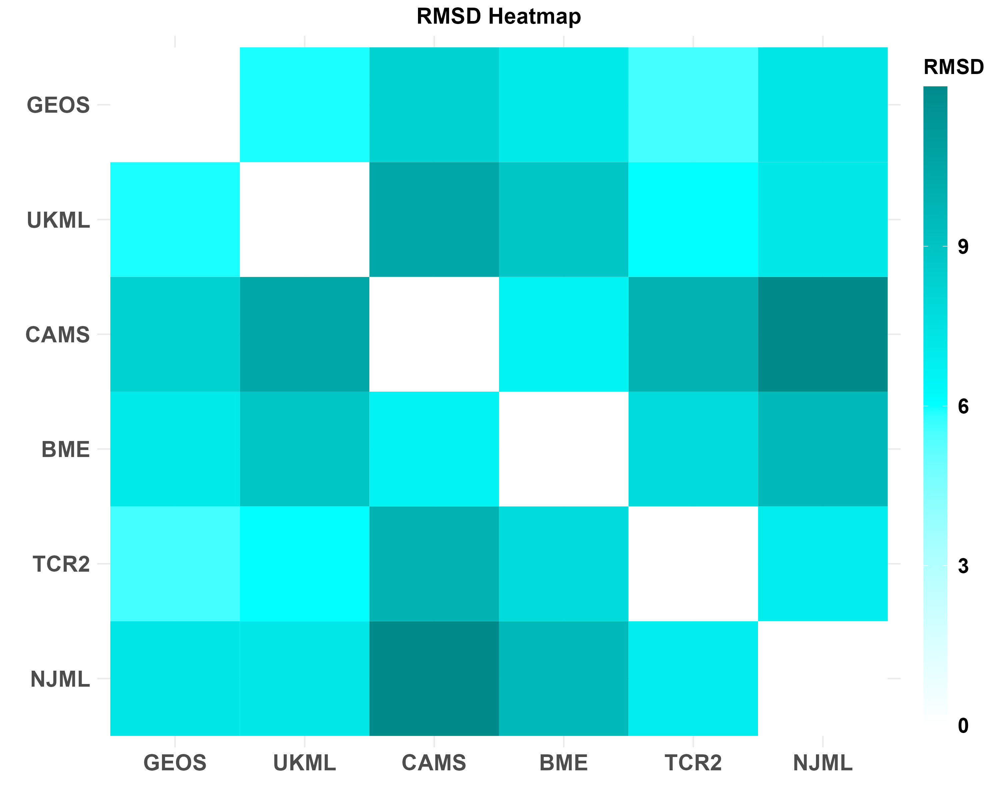 RMSD Heatmap
RMSD
GEOS
UKML
CAMS
BME
TCR2
NJML
9
6
3
0
GEOS UKML CAMS BME TCR2 NJML